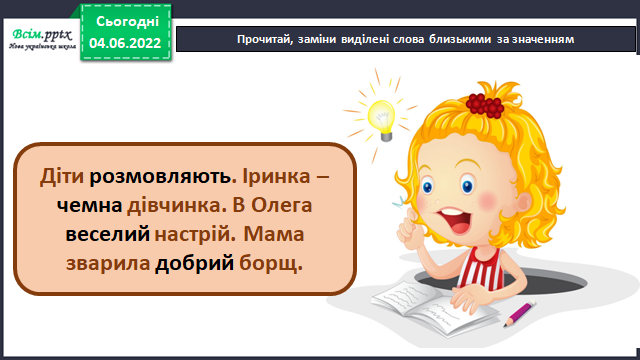 Всім.pptx
Нова українська школа
Сьогодні
04.06.2022
Прочитай, заміни виділені слова близькими за значенням
Діти розмовляють. Іринка –
чемна дівчинка. В Олега
веселий настрій. Мама
зварила добрий борщ.